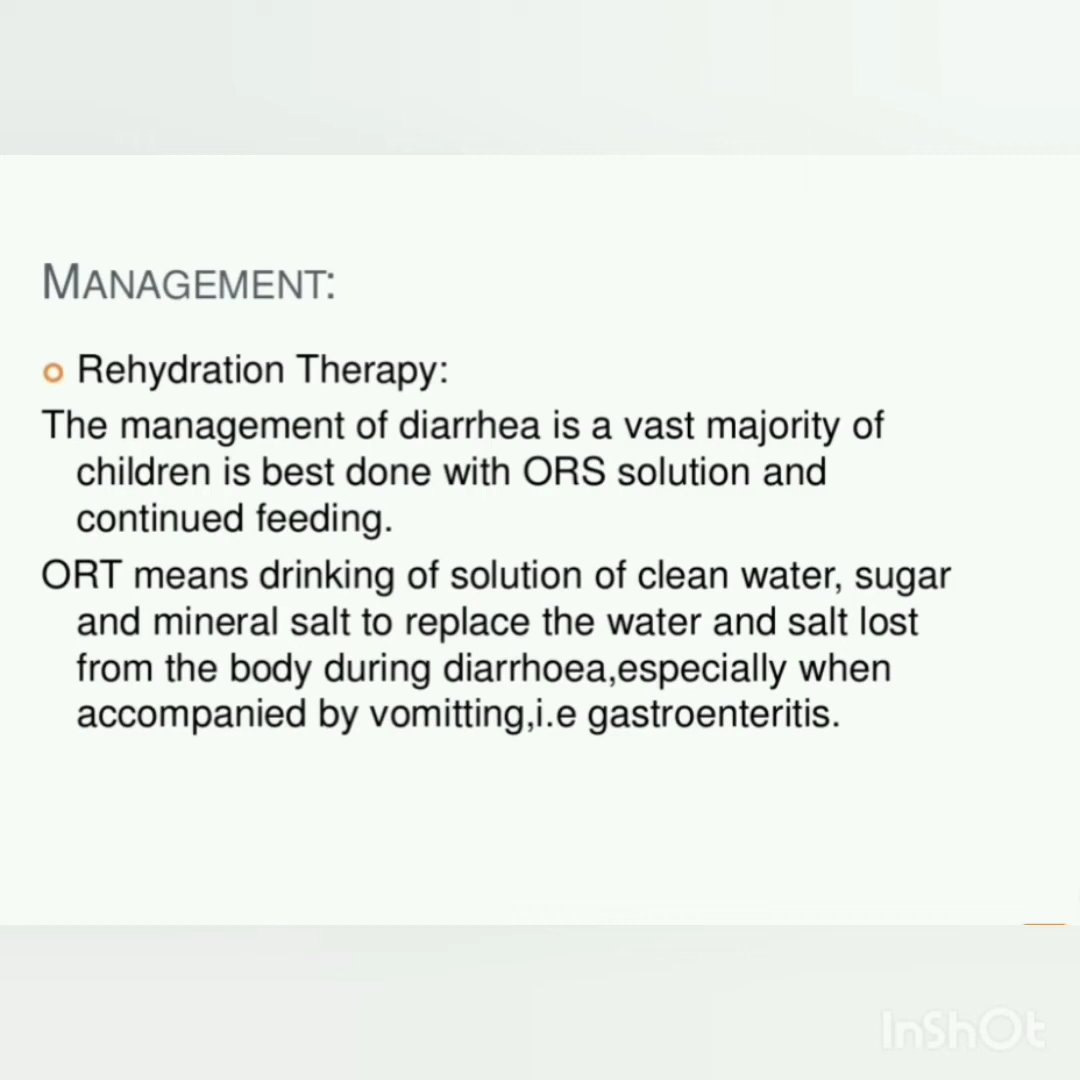 MANAGEMENT:
Rehydration Therapy:
The management of diarrhea is a vast majority of
children is best done with ORS solution and
continued feeding.
ORT means drinking of solution of clean water, sugar
and mineral salt to replace the water and salt lost
from the body during diarrhoea,especially when
accompanied by vomitting,i.e gastroenteritis.
InShOt